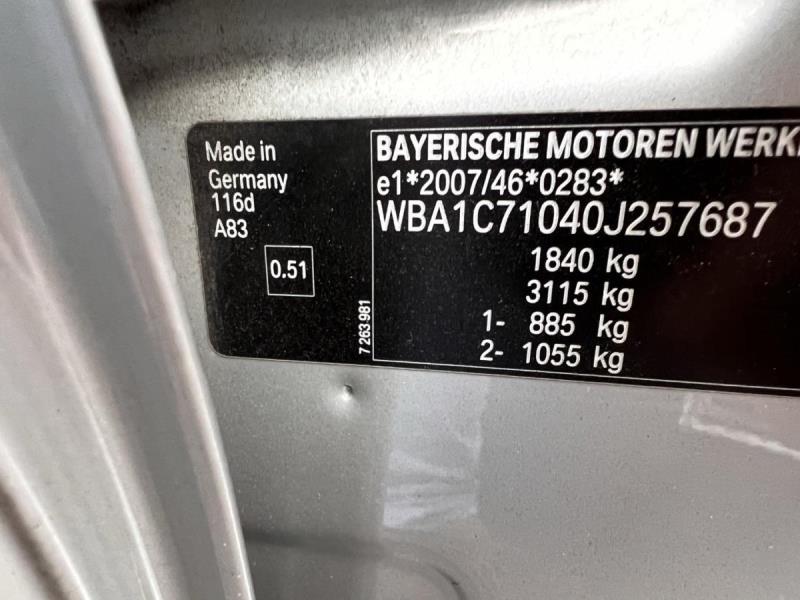 Made in
Germany
116d
A83
0.51
7 263 981
BAYERISCHE MOTOREN WERK
e1*2007/46*0283*
WBA1C71040J257687
1840 kg
3115 kg
1- 885 kg
2- 1055 kg